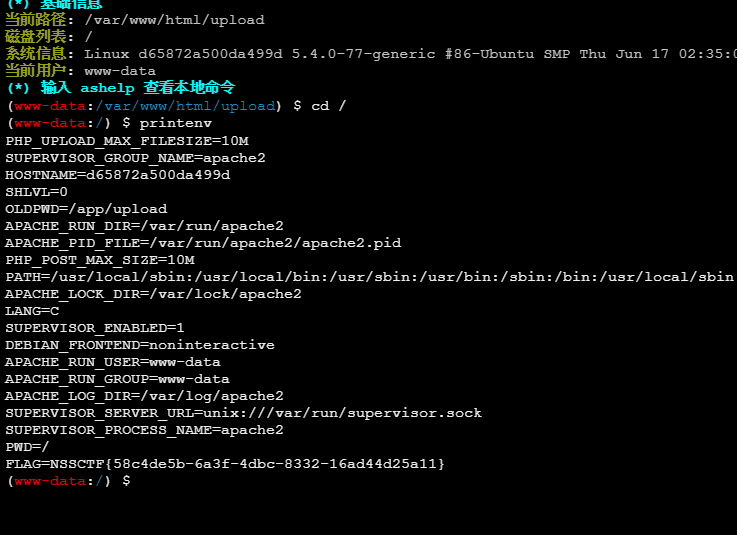 (*) 基础信息
当前路径: /var/www/html/upload
磁盘列表: /
系统信息: Linux d65872a500da499d 5.4.0-77-generic #86-Ubuntu SMP Thu Jun 17 02:35:0
当前用户: www-data
(*) 输入 ashelp 查看本地命令
(www-data:/var/www/html/upload) $ cd /
(www-data:/) $ printenv
PHP_UPLOAD_MAX_FILESIZE=10M
SUPERVISOR_GROUP_NAME=apache2
HOSTNAME=d65872a500da499d
SHLVL=0
OLDPWD=/app/upload
APACHE_RUN_DIR=/var/run/apache2
APACHE_PID_FILE=/var/run/apache2/apache2.pid
PHP_POST_MAX_SIZE=10M
PATH=/usr/local/sbin:/usr/local/bin:/usr/sbin:/usr/bin:/sbin:/bin:/usr/local/sbin
APACHE_LOCK_DIR=/var/lock/apache2
LANG=C
SUPERVISOR_ENABLED=1
DEBIAN_FRONTEND=noninteractive
APACHE_RUN_USER=www-data
APACHE_RUN_GROUP=www-data
APACHE_LOG_DIR=/var/log/apache2
SUPERVISOR_SERVER_URL=unix:///var/run/supervisor.sock
SUPERVISOR_PROCESS_NAME=apache2
PWD=/
FLAG=NSSCTF{58c4de5b-6a3f-4dbc-8332-16ad44d25a11}
(www-data:/) $